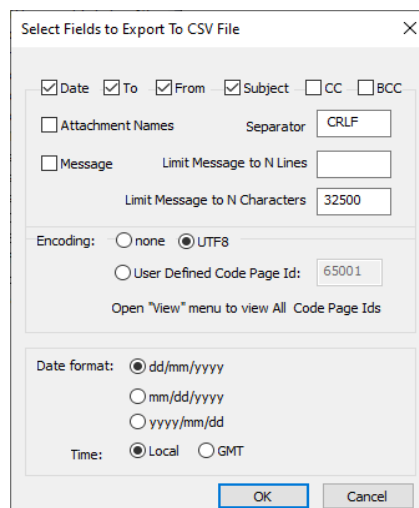 Select Fields to Export To CSV File
Date To From Subject CC BCC
Attachment Names Separator CRLF
Message Limit Message to N Lines
Limit Message to N Characters 32500
Encoding: none UTF8
User Defined Code Page Id: 65001
Open "View" menu to view All Code Page Ids
Date format: dd/mm/yyyy
mm/dd/yyyy
yyyy/mm/dd
Time: Local GMT
OK Cancel